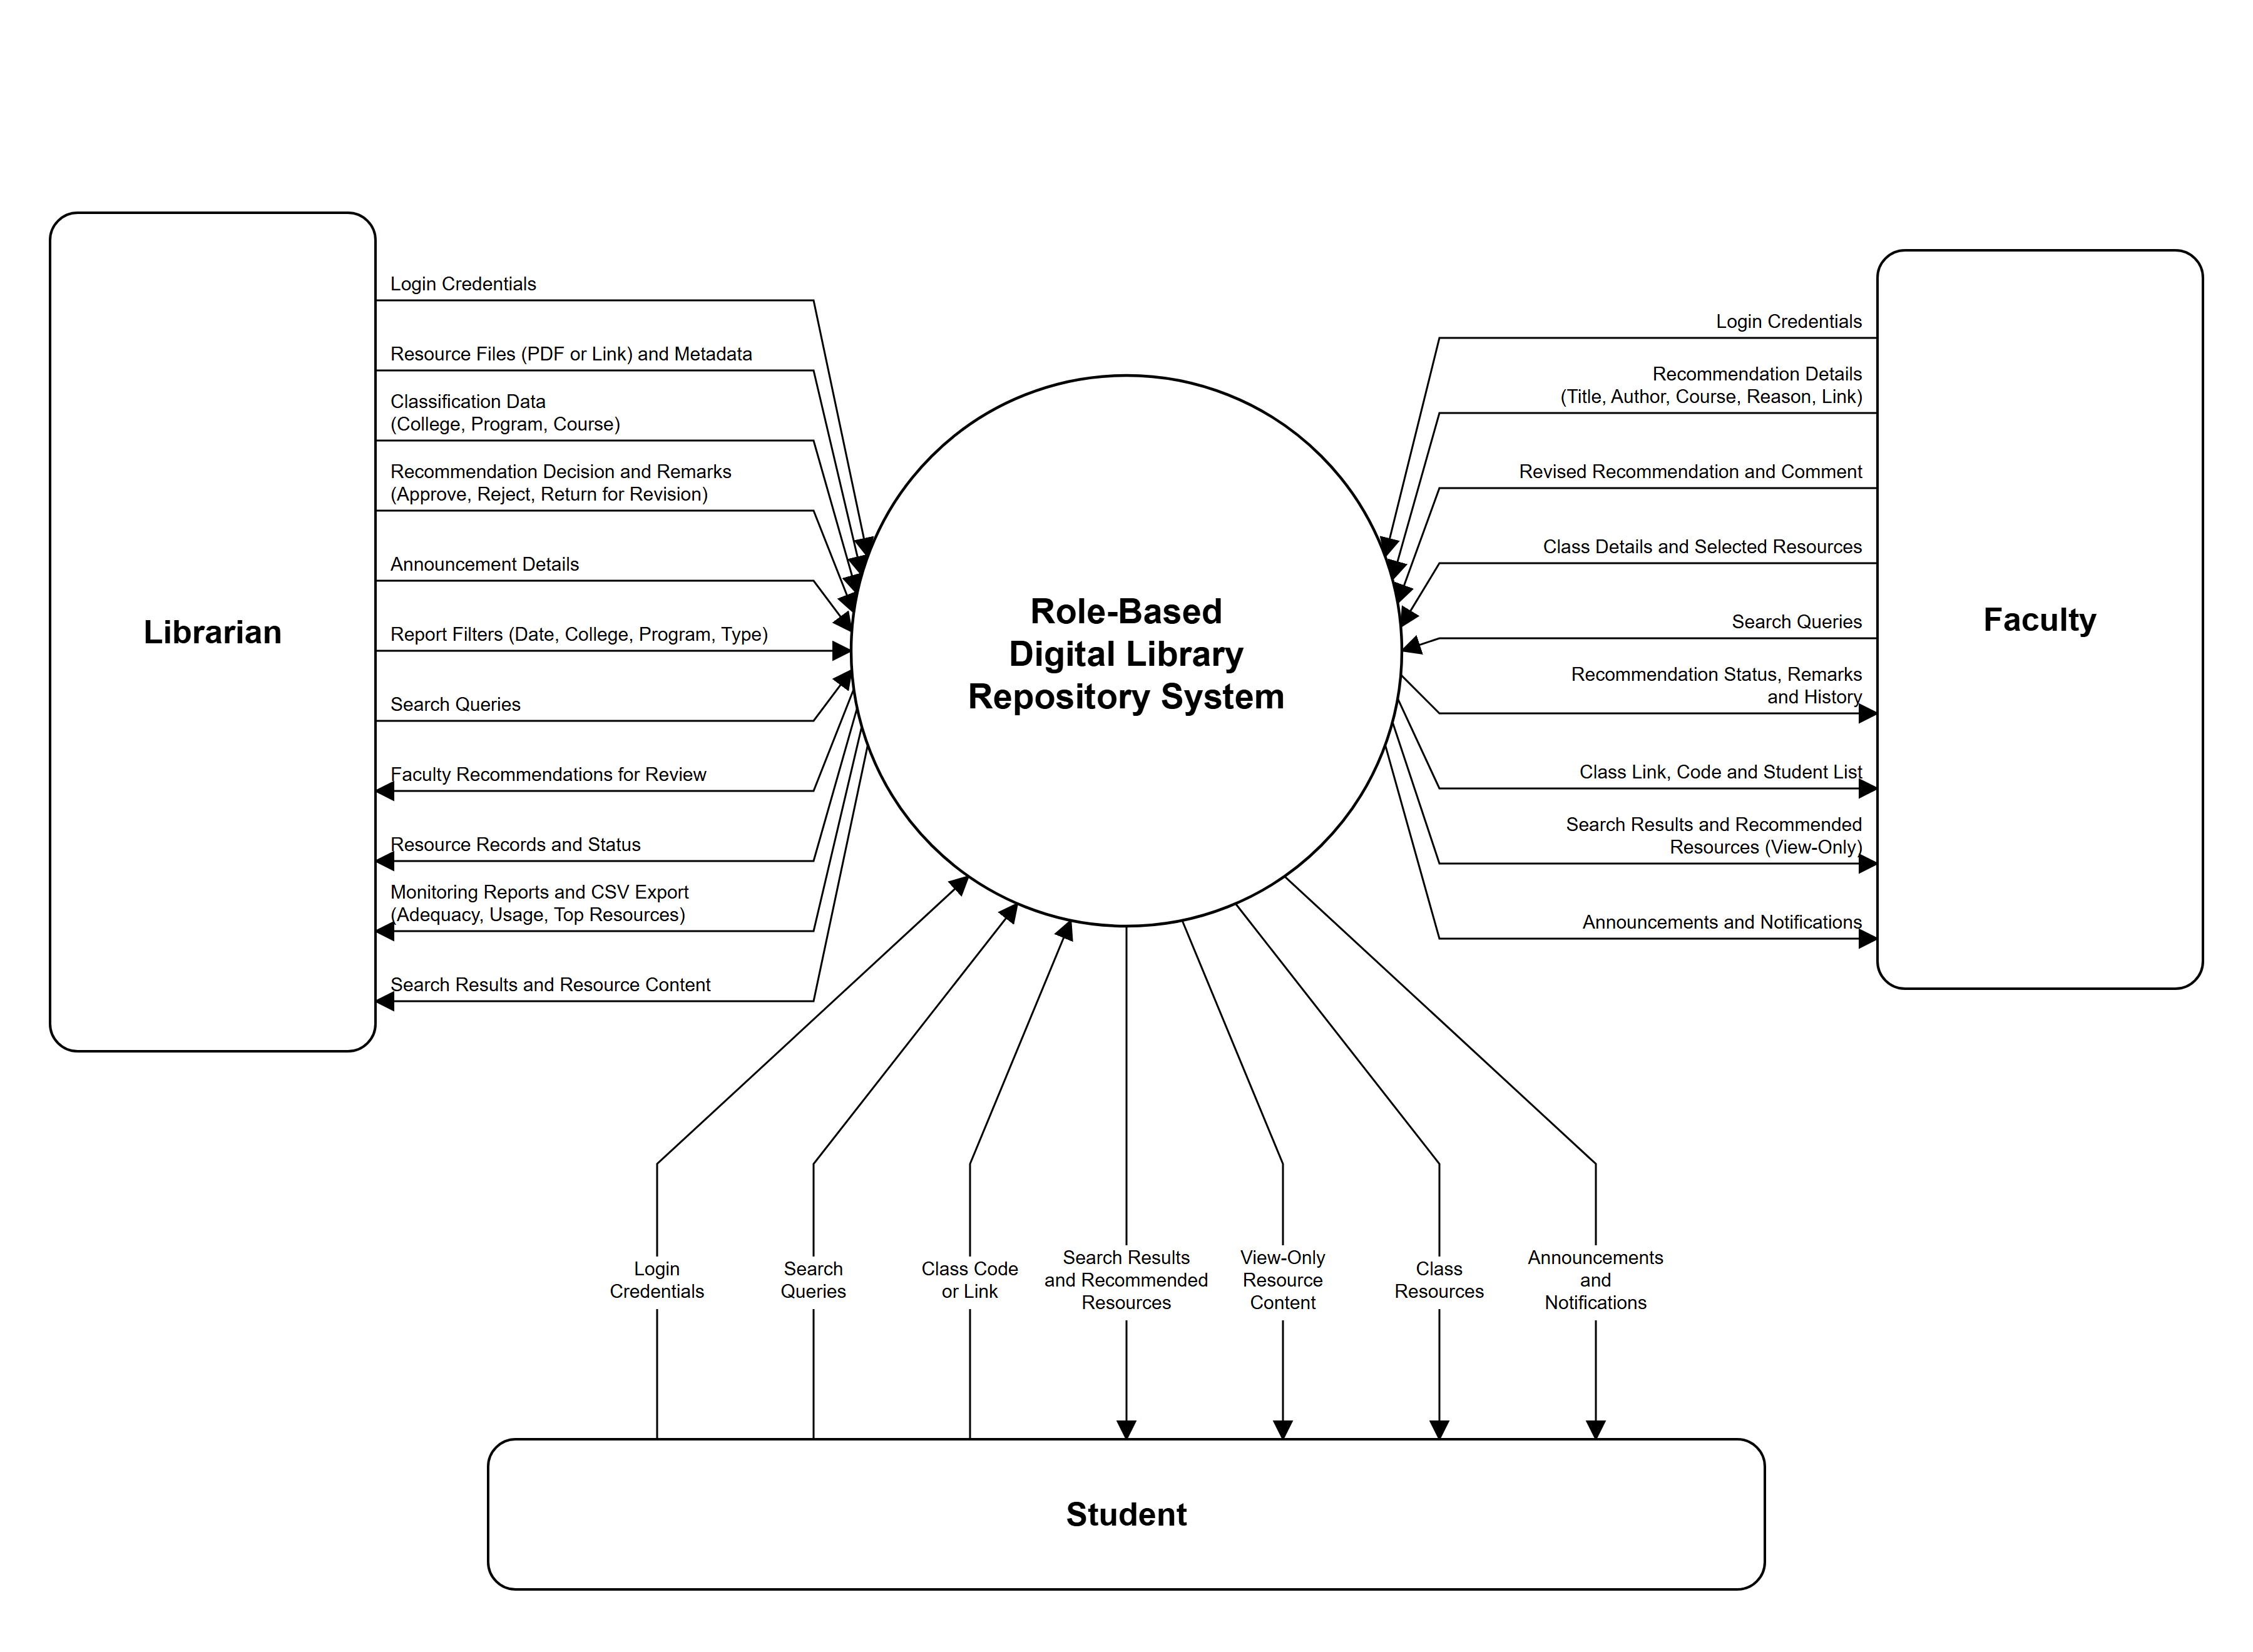 Librarian
Login Credentials
Resource Files (PDF or Link) and Metadata
Classification Data
(College, Program, Course)
Recommendation Decision and Remarks
(Approve, Reject, Return for Revision)
Announcement Details
Report Filters (Date, College, Program, Type)
Search Queries
Faculty Recommendations for Review
Resource Records and Status
Monitoring Reports and CSV Export
(Adequacy, Usage, Top Resources)
Search Results and Resource Content
Role-Based
Digital Library
Repository System
Login Credentials
Recommendation Details
(Title, Author, Course, Reason, Link)
Revised Recommendation and Comment
Class Details and Selected Resources
Search Queries
Recommendation Status, Remarks
and History
Class Link, Code and Student List
Search Results and Recommended
Resources (View-Only)
Announcements and Notifications
Faculty
Login
Credentials
Search
Queries
Class Code
or Link
Search Results
and Recommended
Resources
View-Only
Resource
Content
Class
Resources
Announcements
and
Notifications
Student